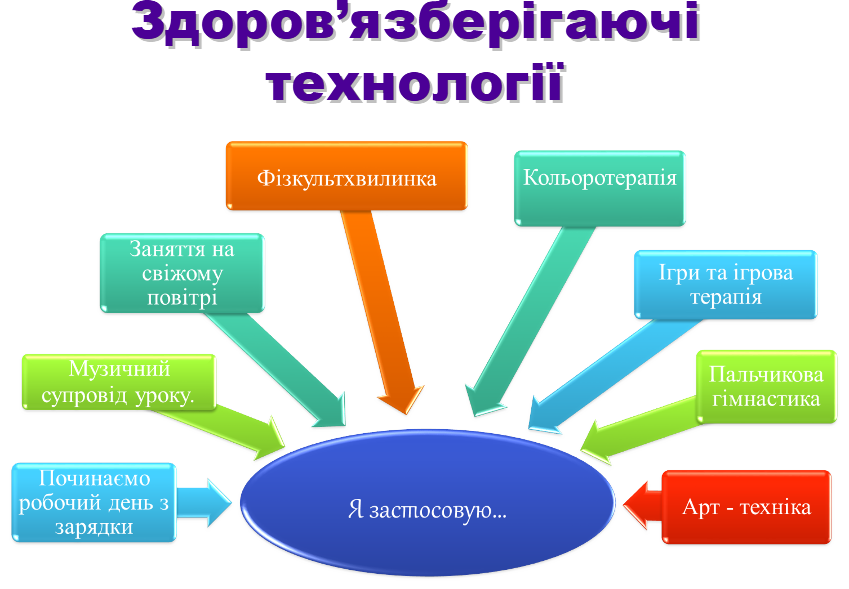 Здоров’язберігаючі
технології
Фізкультхвилинка
Кольоротерапія
Заняття на
свіжому
повітрі
Ігри та ігрова
терапія
Музичний
супровід уроку.
Пальчикова
гімнастика
Починаємо
робочий день з
зарядки
Я застосовую...
Арт - техніка